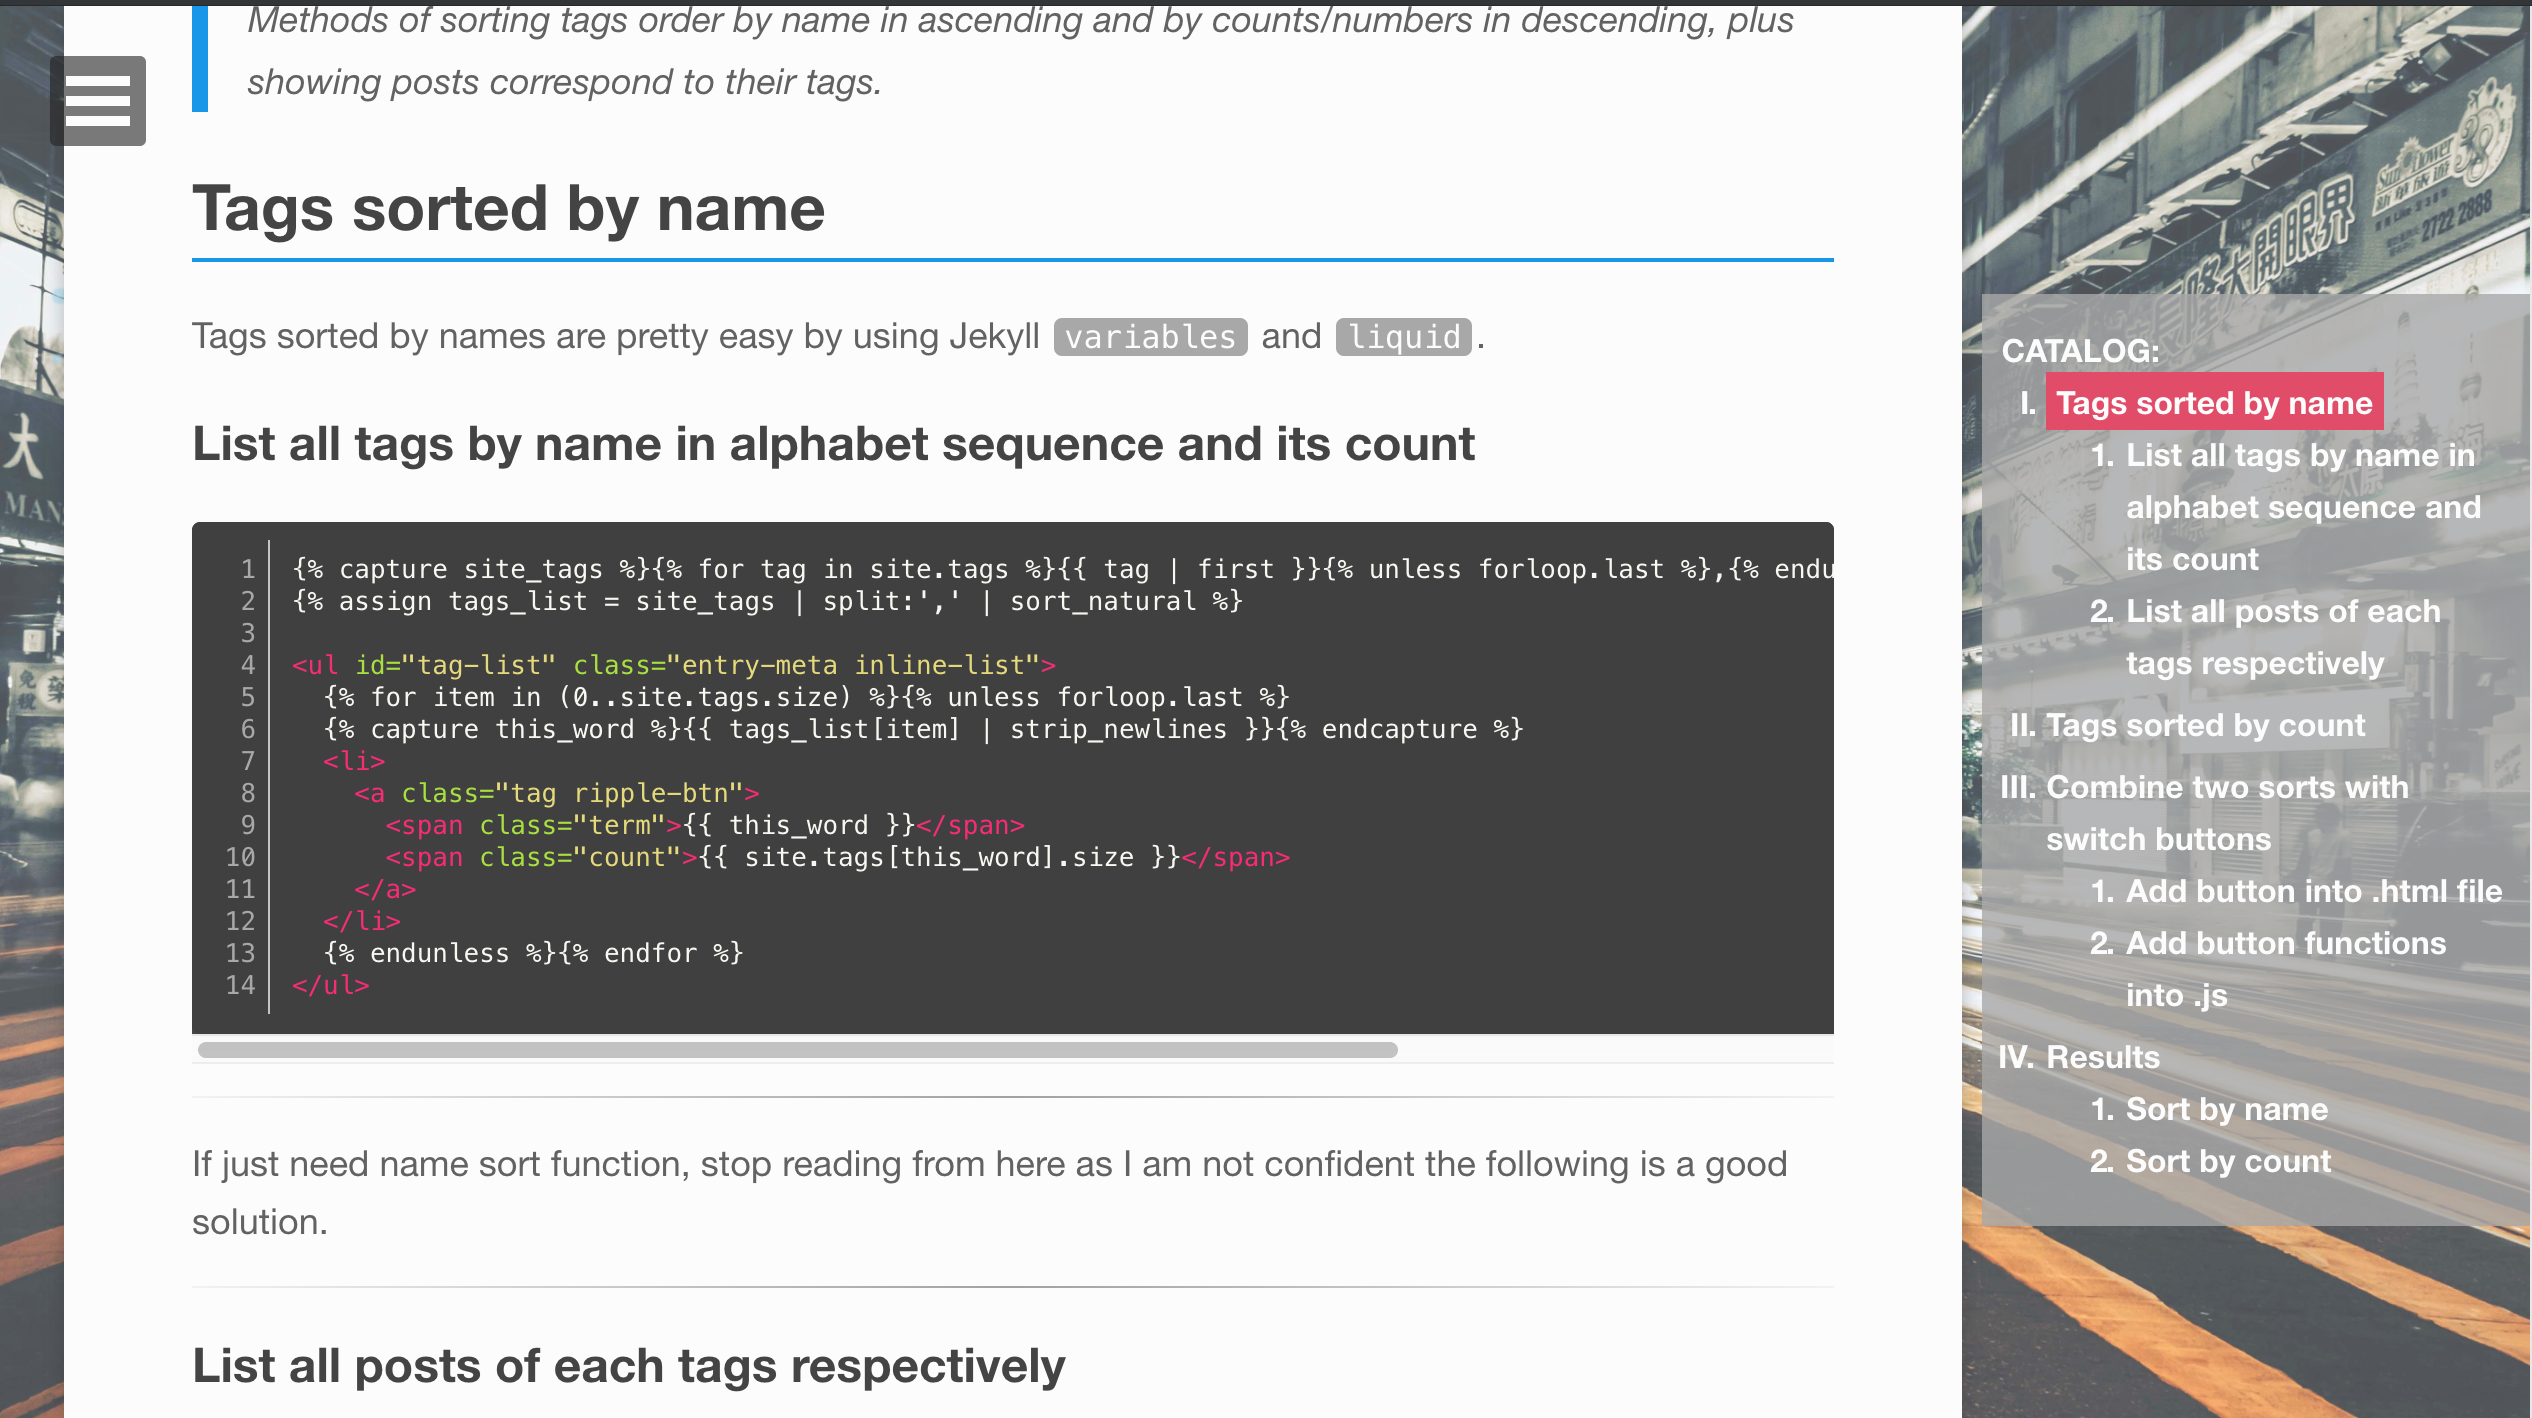 Methods of sorting tags order by name in ascending and by counts/numbers in descending, plus
showing posts correspond to their tags.
Tags sorted by name
Tags sorted by names are pretty easy by using Jekyll variables and liquid.
List all tags by name in alphabet sequence and its count
1 {% capture site_tags %}{% for tag in site.tags %}{{ tag | first }}{% unless forloop.last %},{% endu
2 {% assign tags_list = site_tags | split:',' | sort_natural %}
3
4 <ul id="tag-list" class="entry-meta inline-list">
5   {% for item in (0..site.tags.size) %}{% unless forloop.last %}
6   {% capture this_word %}{{ tags_list[item] | strip_newlines }}{% endcapture %}
7   <li>
8     <a class="tag ripple-btn">
9       <span class="term">{{ this_word }}</span>
10       <span class="count">{{ site.tags[this_word].size }}</span>
11     </a>
12   </li>
13   {% endunless %}{% endfor %}
14 </ul>
If just need name sort function, stop reading from here as I am not confident the following is a good
solution.
List all posts of each tags respectively
CATALOG:
I. Tags sorted by name
1. List all tags by name in
alphabet sequence and
its count
2. List all posts of each
tags respectively
II. Tags sorted by count
III. Combine two sorts with
switch buttons
1. Add button into .html file
2. Add button functions
into .js
IV. Results
1. Sort by name
2. Sort by count
大
MAN
大開眼界
2722 2888